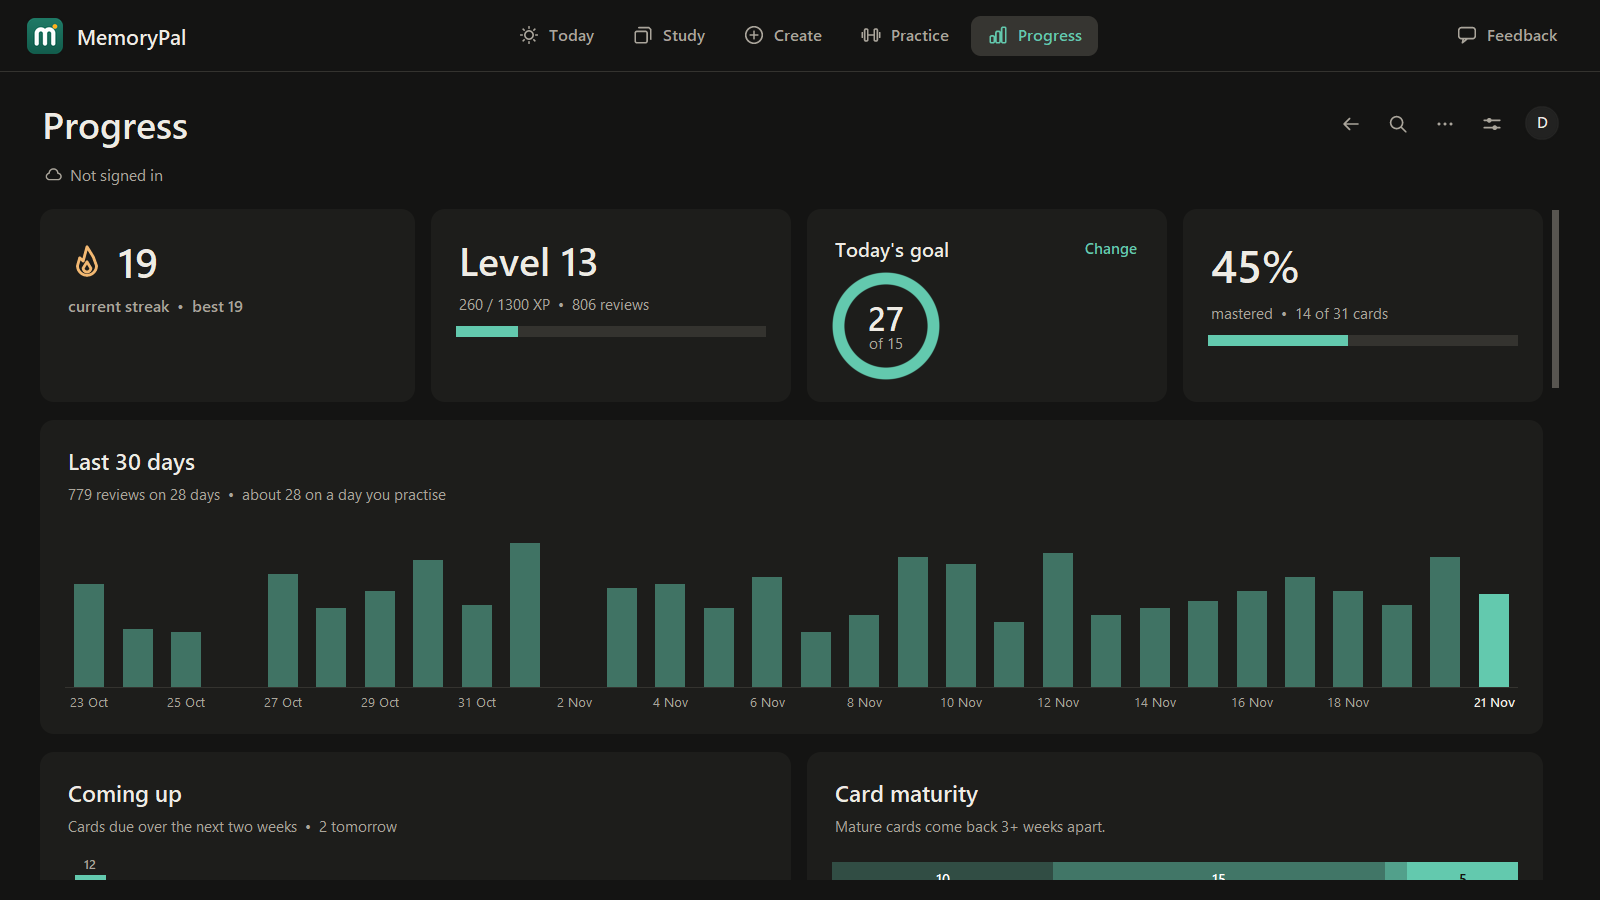 MemoryPal
Today
Study
Create
Practice
Progress
Feedback
Progress
D
Not signed in
19
current streak • best 19
Level 13
260 / 1300 XP • 806 reviews
Today's goal
Change
27
of 15
45%
mastered • 14 of 31 cards
Last 30 days
779 reviews on 28 days • about 28 on a day you practise
23 Oct 25 Oct 27 Oct 29 Oct 31 Oct 2 Nov 4 Nov 6 Nov 8 Nov 10 Nov 12 Nov 14 Nov 16 Nov 18 Nov 21 Nov
Coming up
Cards due over the next two weeks • 2 tomorrow
12
Card maturity
Mature cards come back 3+ weeks apart.
10 15 5